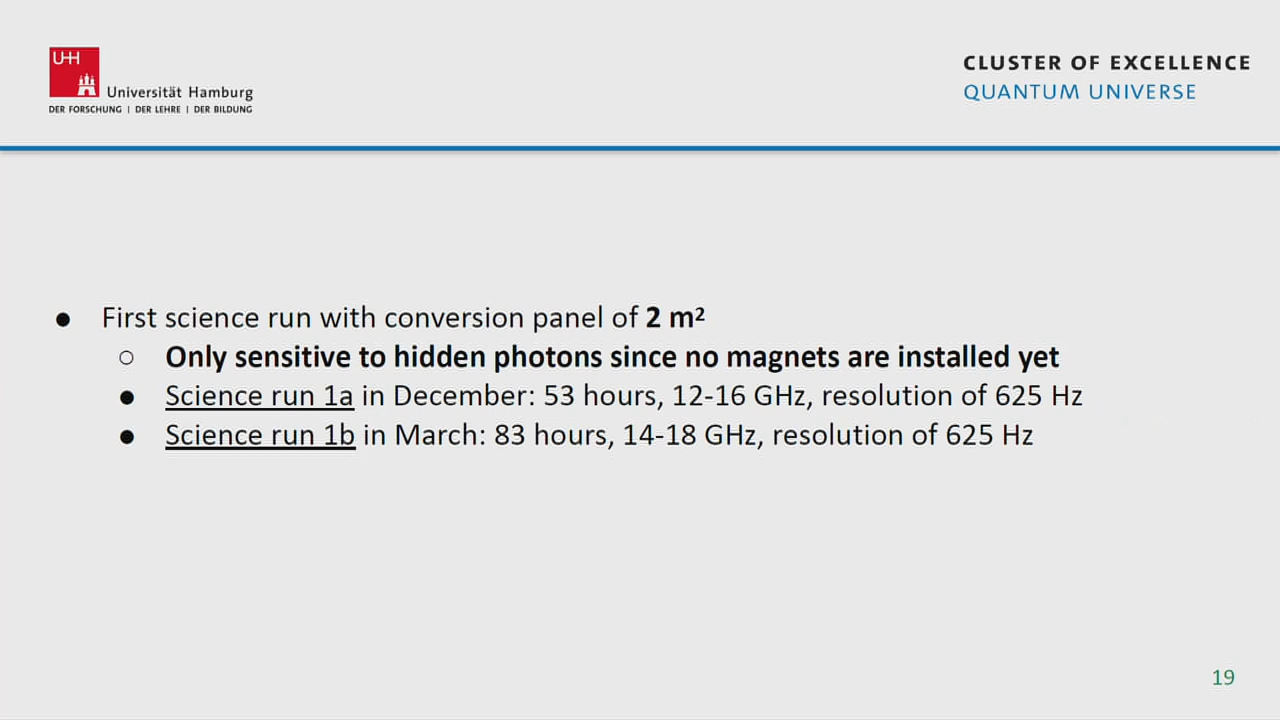 UHH
Universität Hamburg
DER FORSCHUNG | DER LEHRE | DER BILDUNG
CLUSTER OF EXCELLENCE
QUANTUM UNIVERSE
● First science run with conversion panel of 2 m²
○ Only sensitive to hidden photons since no magnets are installed yet
● Science run 1a in December: 53 hours, 12-16 GHz, resolution of 625 Hz
● Science run 1b in March: 83 hours, 14-18 GHz, resolution of 625 Hz
19